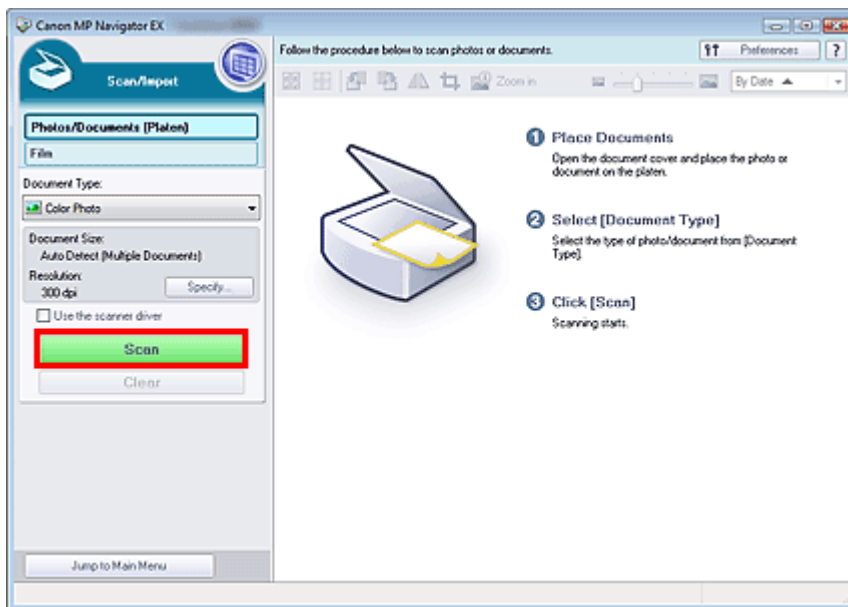 Canon MP Navigator EX
Scan/Import
Photos/Documents (Platen)
Film
Document Type:
Color Photo
Document Size:
Auto Detect (Multiple Documents)
Resolution:
300 dpi
Specify...
Use the scanner driver
Scan
Clear
Jump to Main Menu
Follow the procedure below to scan photos or documents.
Preferences
?
Zoom in
By Date
1 Place Documents
Open the document cover and place the photo or
document on the platen.
2 Select [Document Type]
Select the type of photo/document from [Document
Type].
3 Click [Scan]
Scanning starts.